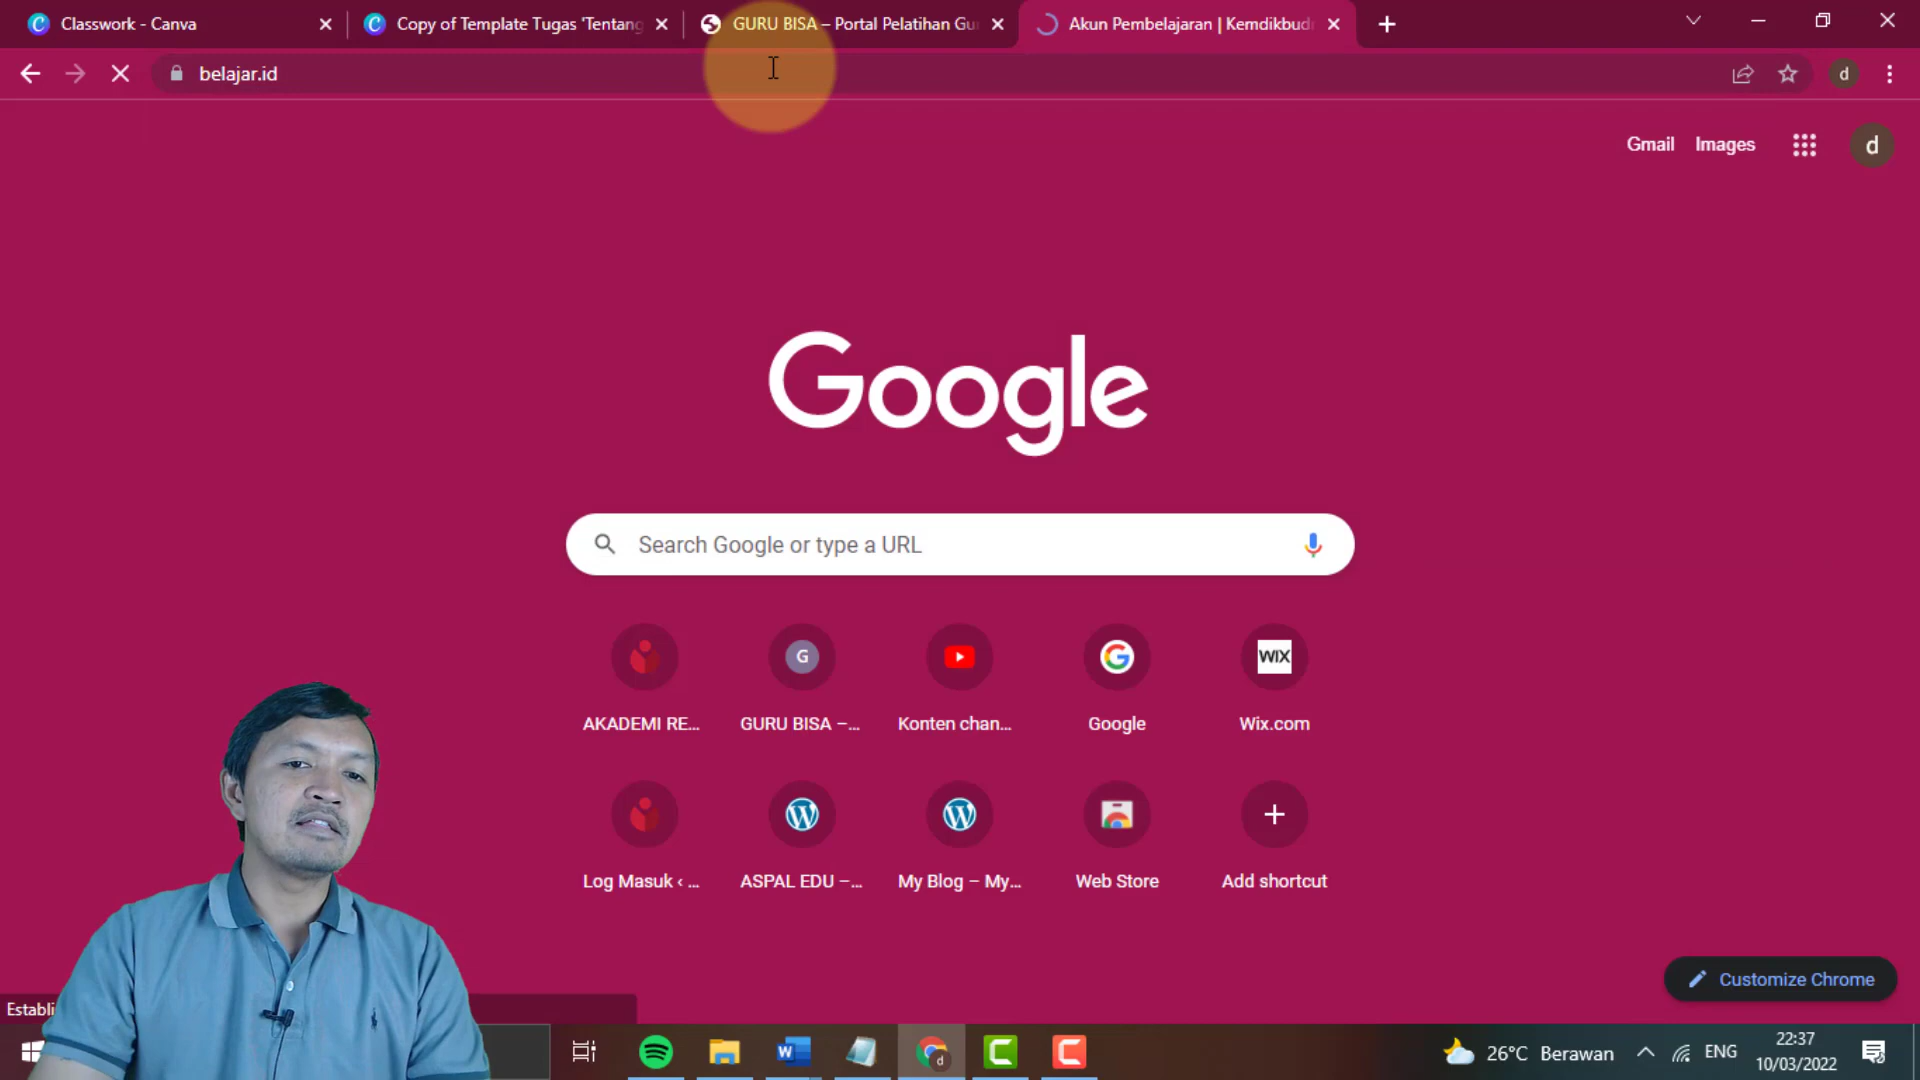 Classwork - Canva
Copy of Template Tugas 'Tentang
GURU BISA – Portal Pelatihan Gu
Akun Pembelajaran | Kemdikbud
belajar.id
d
Gmail
Images
d
Google
Search Google or type a URL
AKADEMI RE...
G
GURU BISA –...
Konten chan...
Google
WIX
Wix.com
Log Masuk ‹ ...
ASPAL EDU –...
My Blog – My...
Web Store
Add shortcut
Customize Chrome
Establi
26°C Berawan
ENG
22:37
10/03/2022